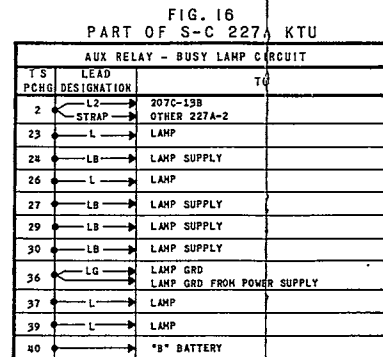 FIG. 16
PART OF S-C 227A KTU
AUX RELAY - BUSY LAMP CIRCUIT
TS PCHG LEAD DESIGNATION TO
2 L2 207C-13B
STRAP OTHER 227A-2
23 L LAMP
24 LB LAMP SUPPLY
26 L LAMP
27 LB LAMP SUPPLY
29 LB LAMP SUPPLY
30 LB LAMP SUPPLY
36 LG LAMP GRD
LAMP GRD FROM POWER SUPPLY
37 L LAMP
39 L LAMP
40 "B" BATTERY